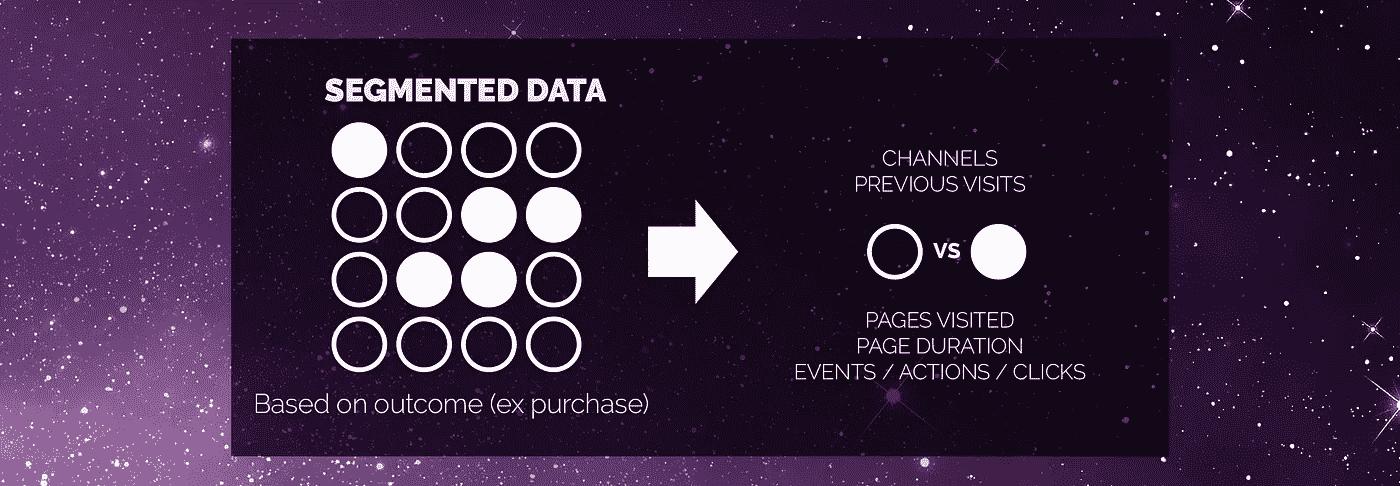 SEGMENTED DATA
Based on outcome (ex purchase)
CHANNELS
PREVIOUS VISITS
VS
PAGES VISITED
PAGE DURATION
EVENTS / ACTIONS / CLICKS